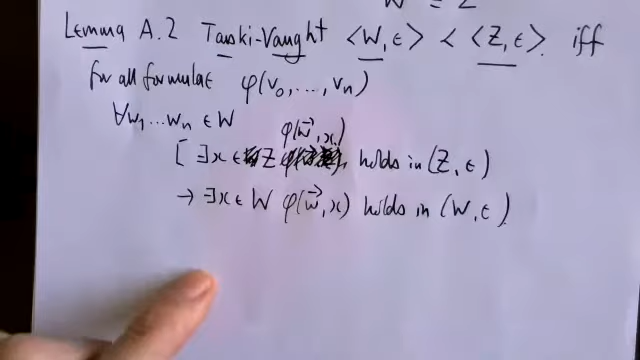 W ⊆ Z
Lemma A.2 Tarski-Vaught <W,ε> < <Z,ε>. iff
for all formulae φ(v₀,...,vₙ)
∀w₁...wₙ ε W
φ(w⃗,x)
[ ∃x ε Z holds in (Z,ε)
→ ∃x ε W φ(w⃗,x) holds in (W,ε)